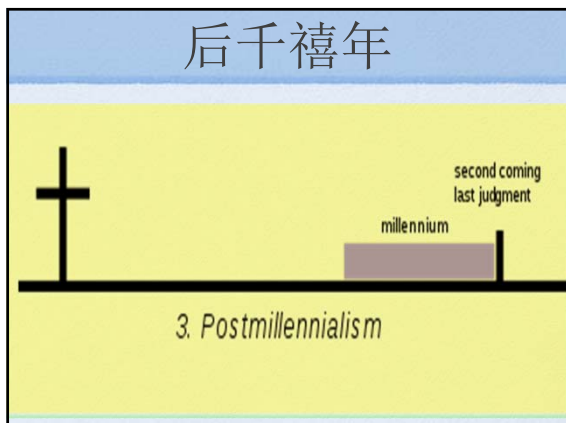 后千禧年
second coming
last judgment
millennium
3. Postmillennialism